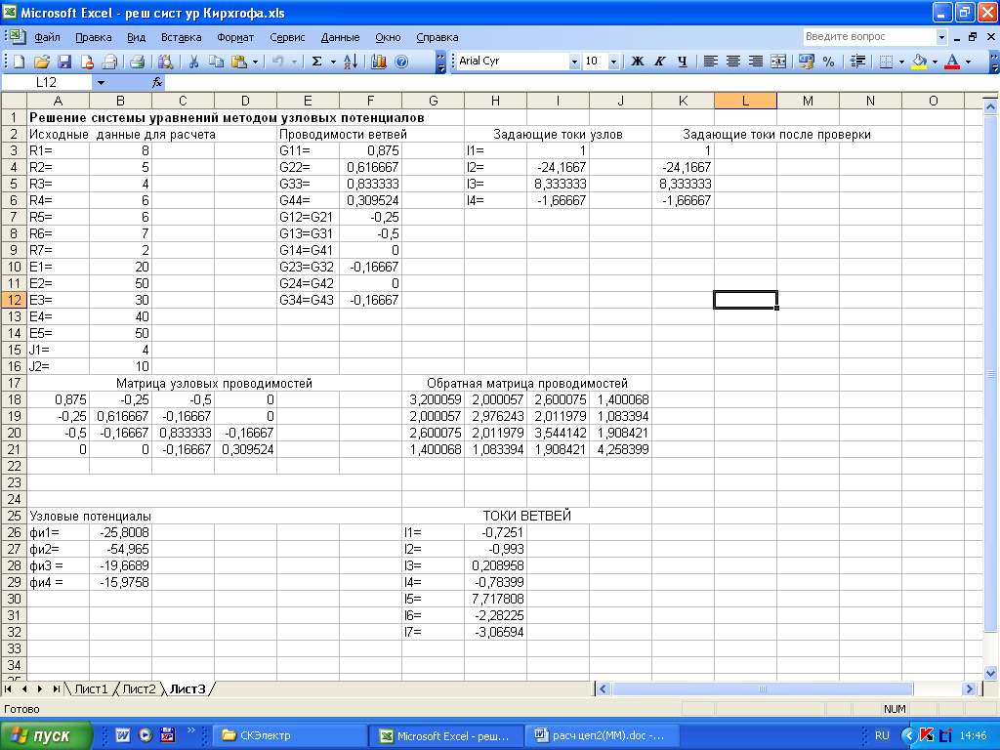 Microsoft Excel - реш сист ур Кирхгофа.xls
Файл Правка Вид Вставка Формат Сервис Данные Окно Справка Введите вопрос
Arial Cyr 10 Ж К Ч %
L12 fx
A B C D E F G H I J K L M N O
1 Решение системы уравнений методом узловых потенциалов
2 Исходные данные для расчета Проводимости ветвей Задающие токи узлов Задающие токи после проверки
3 R1= 8 G11= 0,875 I1= 1 1
4 R2= 5 G22= 0,616667 I2= -24,1667 -24,1667
5 R3= 4 G33= 0,833333 I3= 8,333333 8,333333
6 R4= 6 G44= 0,309524 I4= -1,66667 -1,66667
7 R5= 6 G12=G21 -0,25
8 R6= 7 G13=G31 -0,5
9 R7= 2 G14=G41 0
10 E1= 20 G23=G32 -0,16667
11 E2= 50 G24=G42 0
12 E3= 30 G34=G43 -0,16667
13 E4= 40
14 E5= 50
15 J1= 4
16 J2= 10
17 Матрица узловых проводимостей Обратная матрица проводимостей
18 0,875 -0,25 -0,5 0 3,200059 2,000057 2,600075 1,400068
19 -0,25 0,616667 -0,16667 0 2,000057 2,976243 2,011979 1,083394
20 -0,5 -0,16667 0,833333 -0,16667 2,600075 2,011979 3,544142 1,908421
21 0 0 -0,16667 0,309524 1,400068 1,083394 1,908421 4,258399
22
23
24
25 Узловые потенциалы ТОКИ ВЕТВЕЙ
26 фи1= -25,8008 I1= -0,7251
27 фи2= -54,965 I2= -0,993
28 фи3 = -19,6689 I3= 0,208958
29 фи4 = -15,9758 I4= -0,78399
30 I5= 7,717808
31 I6= -2,28225
32 I7= -3,06594
33
34
35
Лист1 Лист2 Лист3
Готово NUM
пуск СКЭлектр Microsoft Excel - реш... расч цеп2(ММ).doc -... RU 14:46